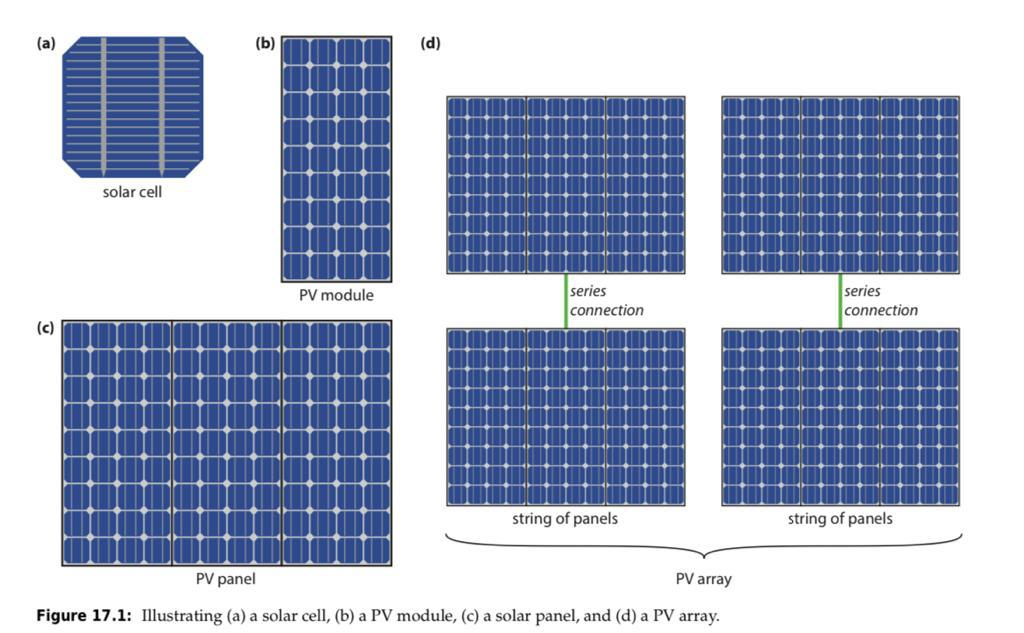 (a)
solar cell
(b)
PV module
(c)
PV panel
(d)
series
connection
series
connection
string of panels
string of panels
PV array
Figure 17.1: Illustrating (a) a solar cell, (b) a PV module, (c) a solar panel, and (d) a PV array.